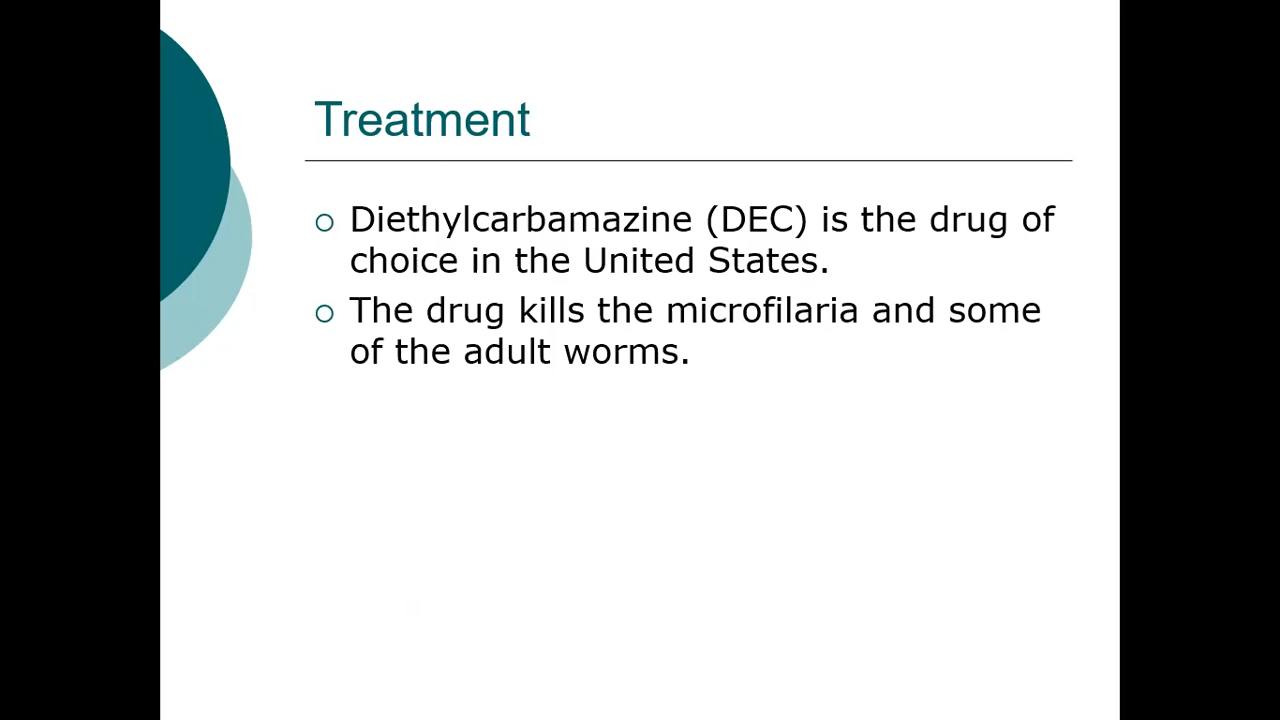 Treatment
Diethylcarbamazine (DEC) is the drug of
choice in the United States.
The drug kills the microfilaria and some
of the adult worms.